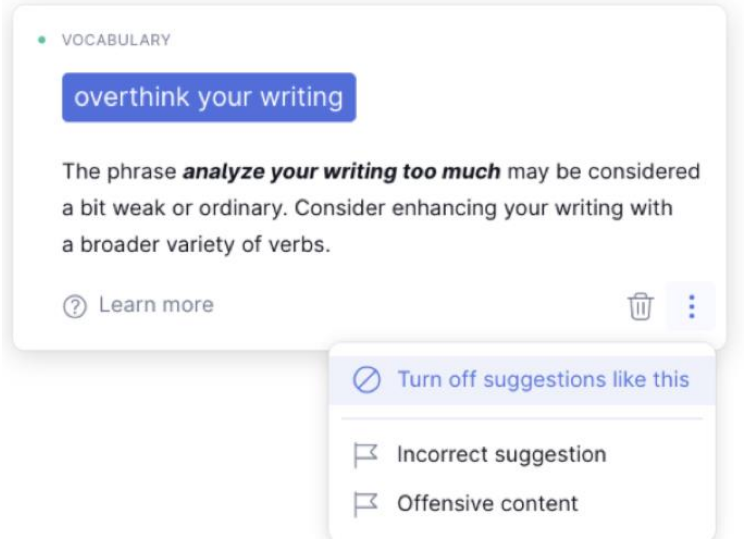 VOCABULARY
overthink your writing
The phrase analyze your writing too much may be considered
a bit weak or ordinary. Consider enhancing your writing with
a broader variety of verbs.
Learn more
Turn off suggestions like this
Incorrect suggestion
Offensive content